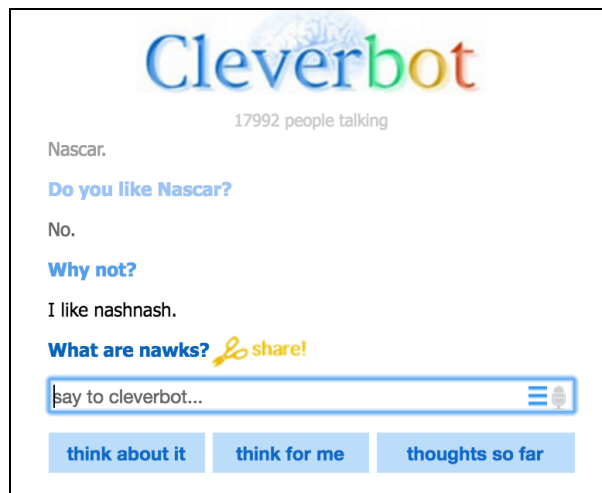 Cleverbot
17992 people talking
Nascar.
Do you like Nascar?
No.
Why not?
I like nashnash.
What are nawks? share!
say to cleverbot...
think about it think for me thoughts so far